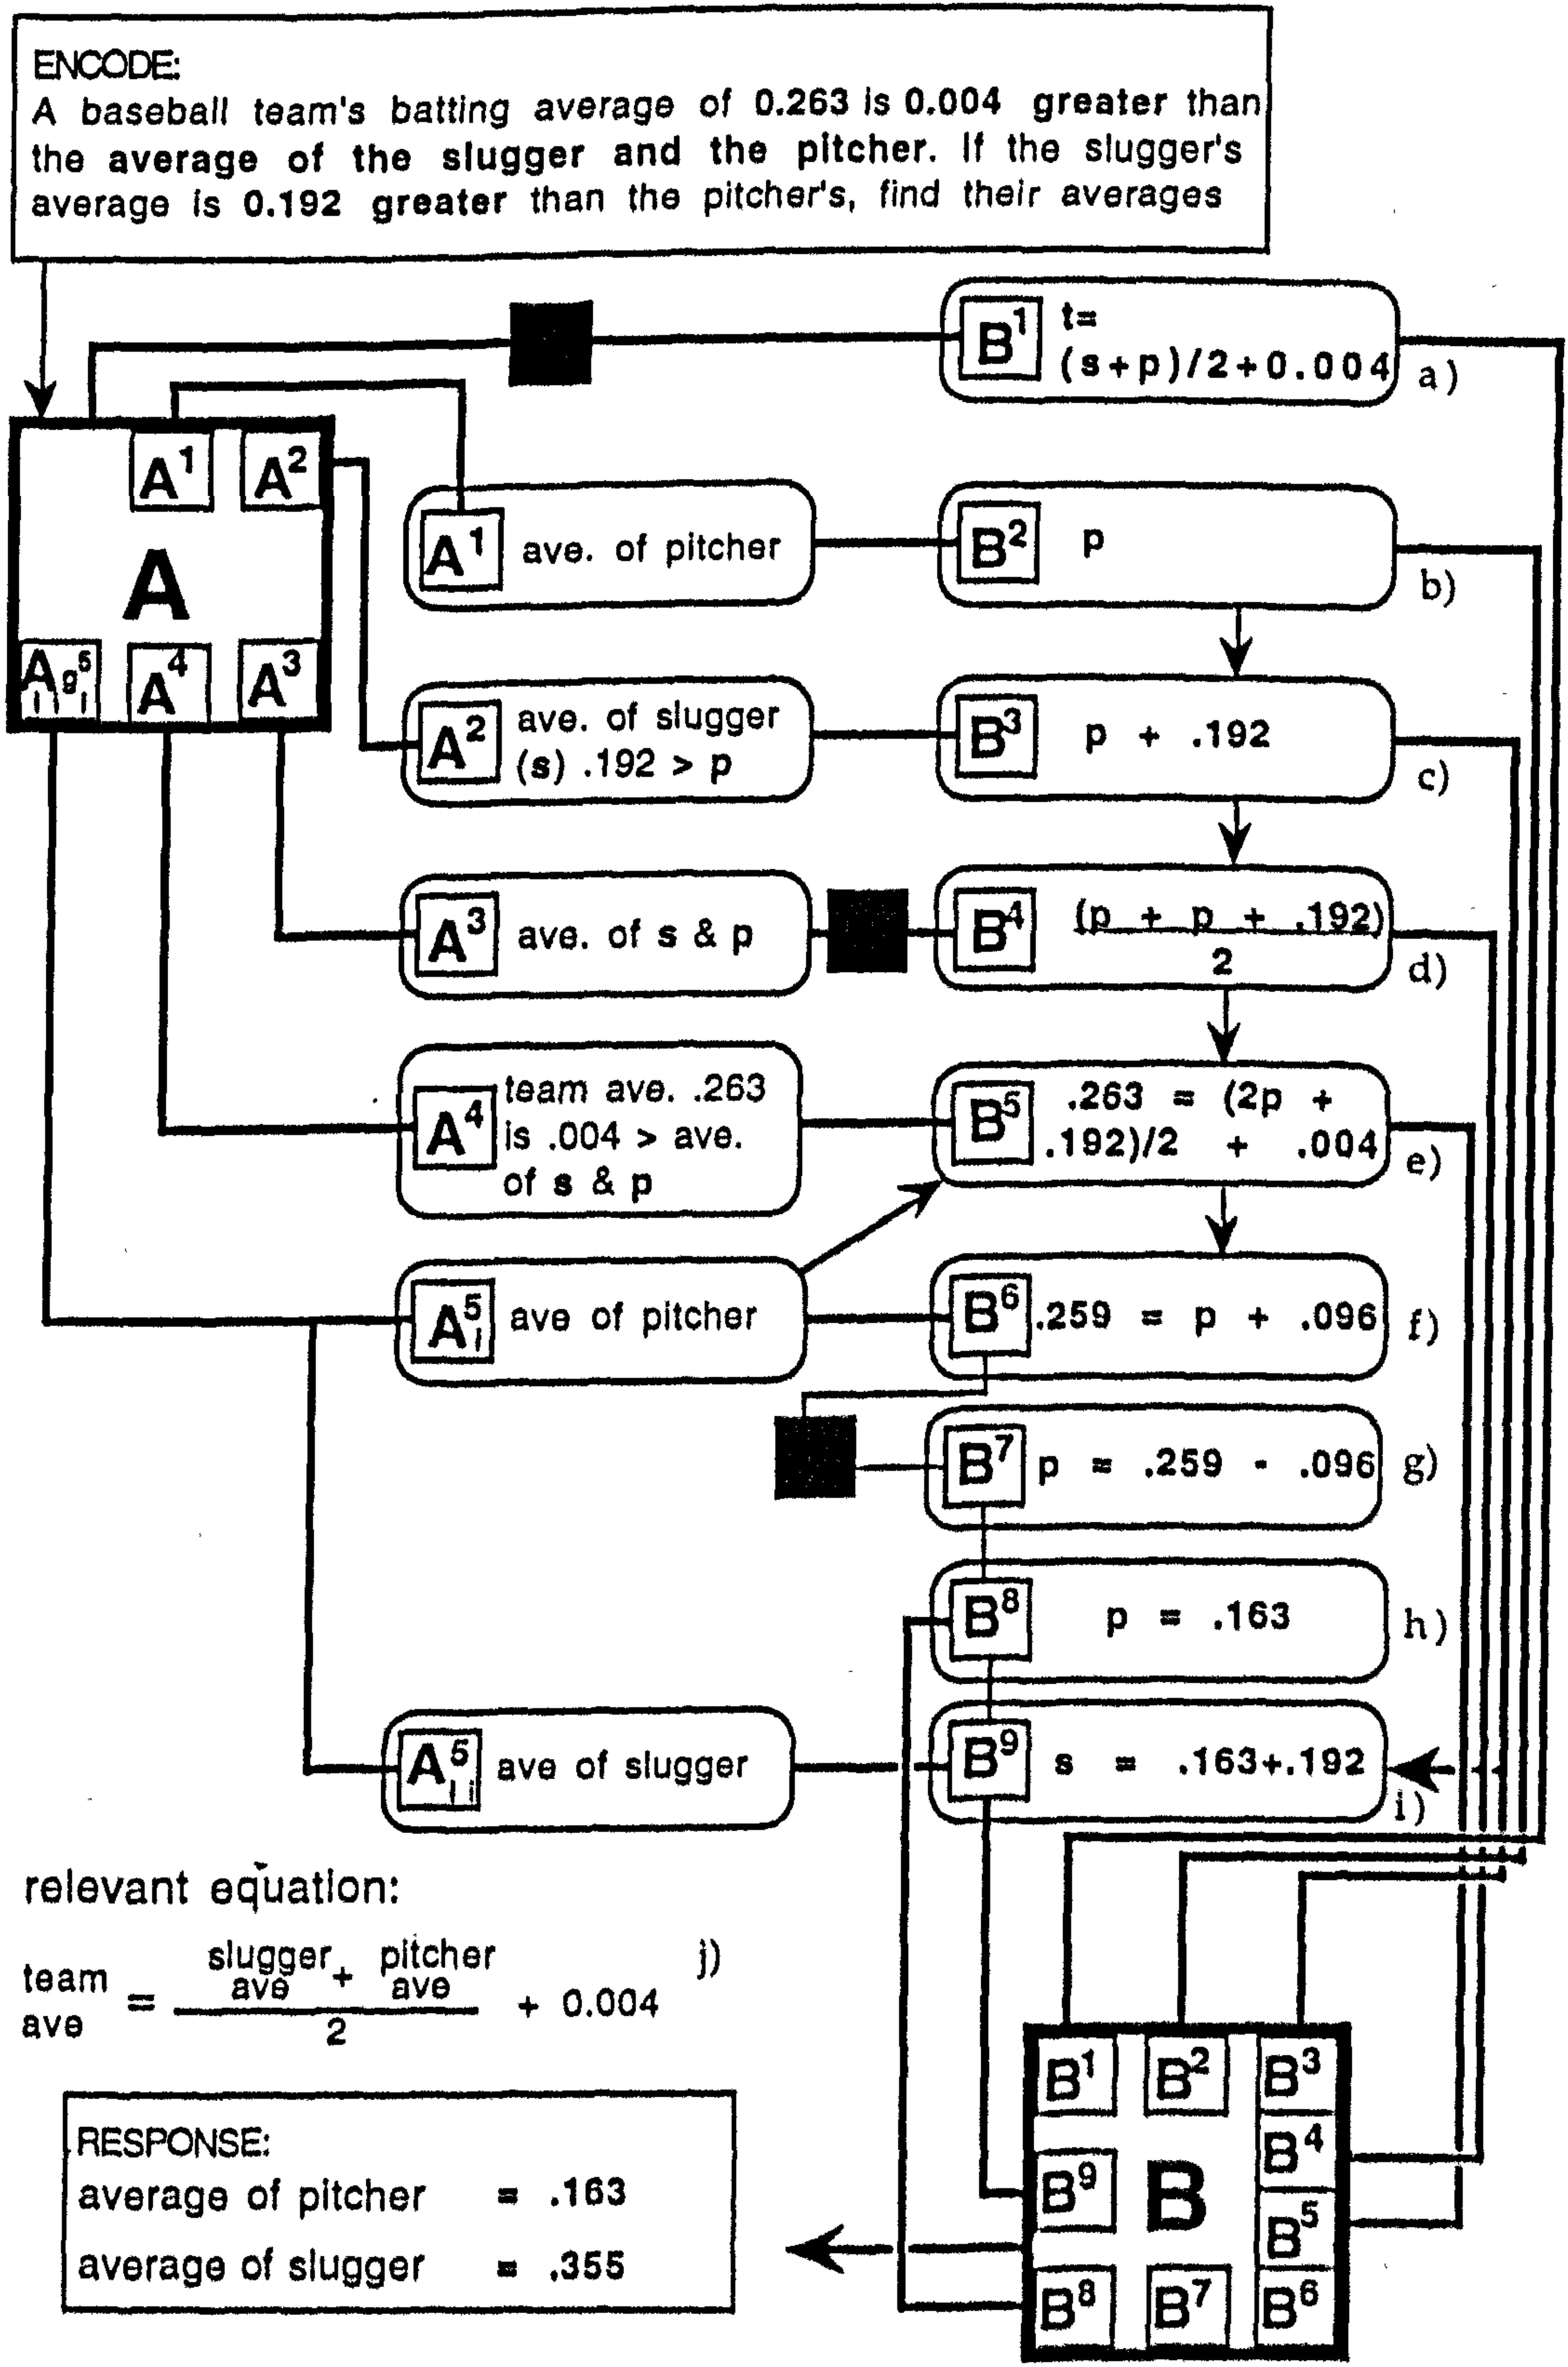 ENCODE:
A baseball team's batting average of 0.263 is 0.004 greater than
the average of the slugger and the pitcher. If the slugger's
average is 0.192 greater than the pitcher's, find their averages
B1 t=
(s+p)/2+0.004
a)
A1 A2
A
A4 A3
A1 ave. of pitcher
B2 p
b)
A2 ave. of slugger
(s) .192 > p
B3 p + .192
c)
A3 ave. of s & p
B4 (p + p + .192)
2
d)
A4 team ave. .263
is .004 > ave.
of s & p
B5 .263 = (2p +
.192)/2 + .004
e)
A5i ave of pitcher
B6 .259 = p + .096
f)
B7 p = .259 - .096
g)
B8 p = .163
h)
A5ii ave of slugger
B9 s = .163+.192
i)
relevant equation:
team ave = slugger ave + pitcher ave
2
+ 0.004
j)
B1 B2 B3
B4
B9 B
B5
B8 B7 B6
RESPONSE:
average of pitcher = .163
average of slugger = .355